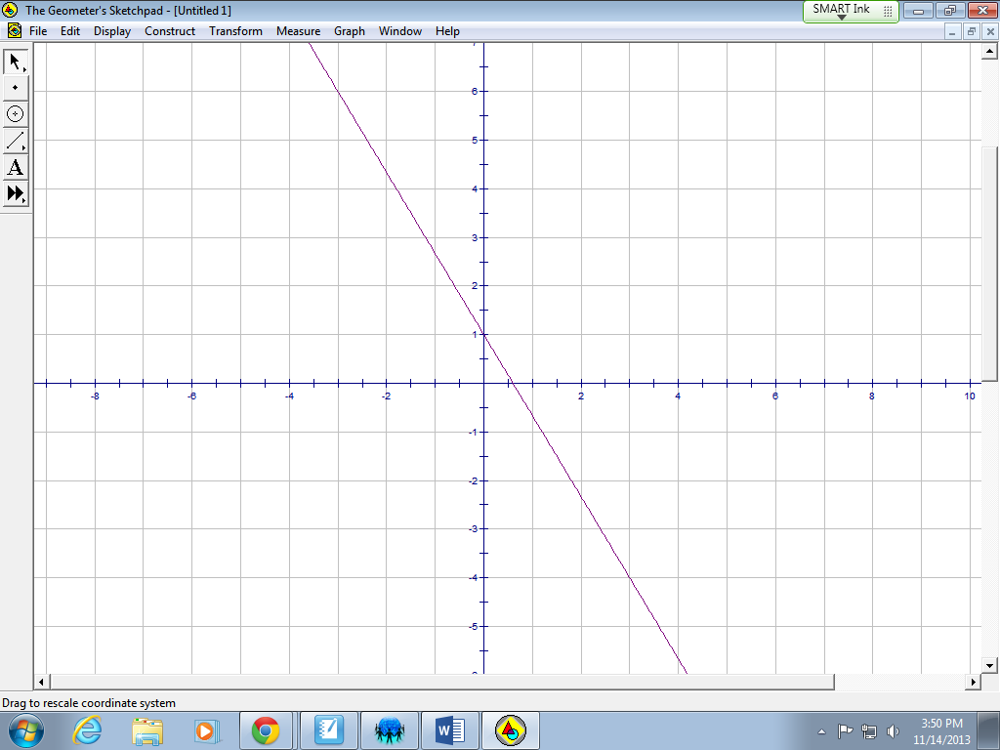 The Geometer's Sketchpad - [Untitled 1]
SMART Ink
File Edit Display Construct Transform Measure Graph Window Help
A
6
5
4
3
2
1
-8 -6 -4 -2 2 4 6 8 10
-1
-2
-3
-4
-5
Drag to rescale coordinate system
W
3:50 PM
11/14/2013